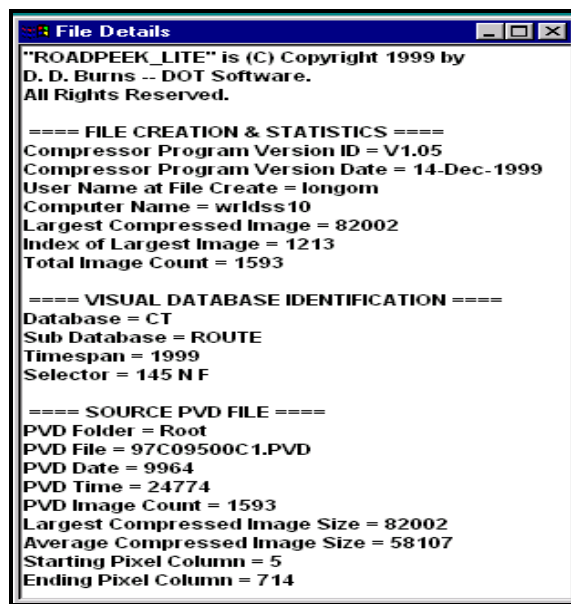 File Details
"ROADPEEK_LITE" is (C) Copyright 1999 by
D. D. Burns -- DOT Software.
All Rights Reserved.
==== FILE CREATION & STATISTICS ====
Compressor Program Version ID = V1.05
Compressor Program Version Date = 14-Dec-1999
User Name at File Create = longom
Computer Name = wrldss10
Largest Compressed Image = 82002
Index of Largest Image = 1213
Total Image Count = 1593
==== VISUAL DATABASE IDENTIFICATION ====
Database = CT
Sub Database = ROUTE
Timespan = 1999
Selector = 145 N F
==== SOURCE PVD FILE ====
PVD Folder = Root
PVD File = 97C09500C1.PVD
PVD Date = 9964
PVD Time = 24774
PVD Image Count = 1593
Largest Compressed Image Size = 82002
Average Compressed Image Size = 58107
Starting Pixel Column = 5
Ending Pixel Column = 714